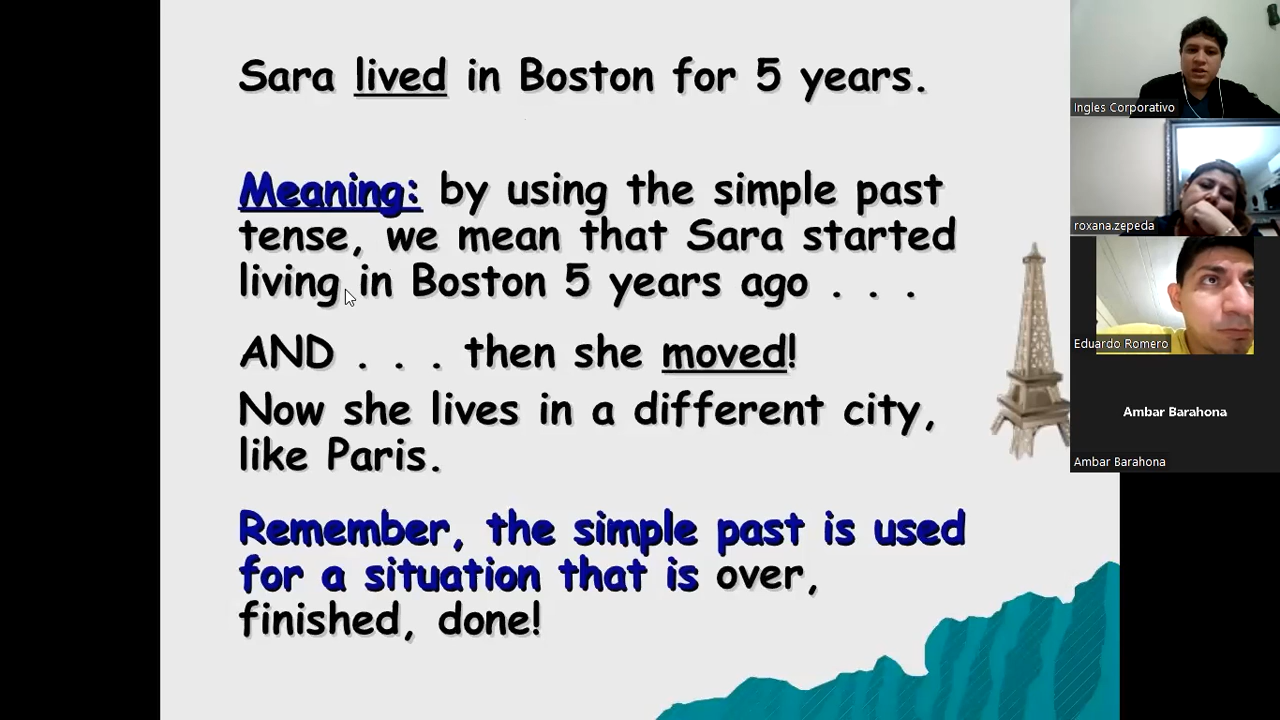 Sara lived in Boston for 5 years.
Meaning: by using the simple past
tense, we mean that Sara started
living in Boston 5 years ago . . .
AND . . . then she moved!
Now she lives in a different city,
like Paris.
Remember, the simple past is used
for a situation that is over,
finished, done!
Ingles Corporativo
roxana.zepeda
Eduardo Romero
Ambar Barahona
Ambar Barahona